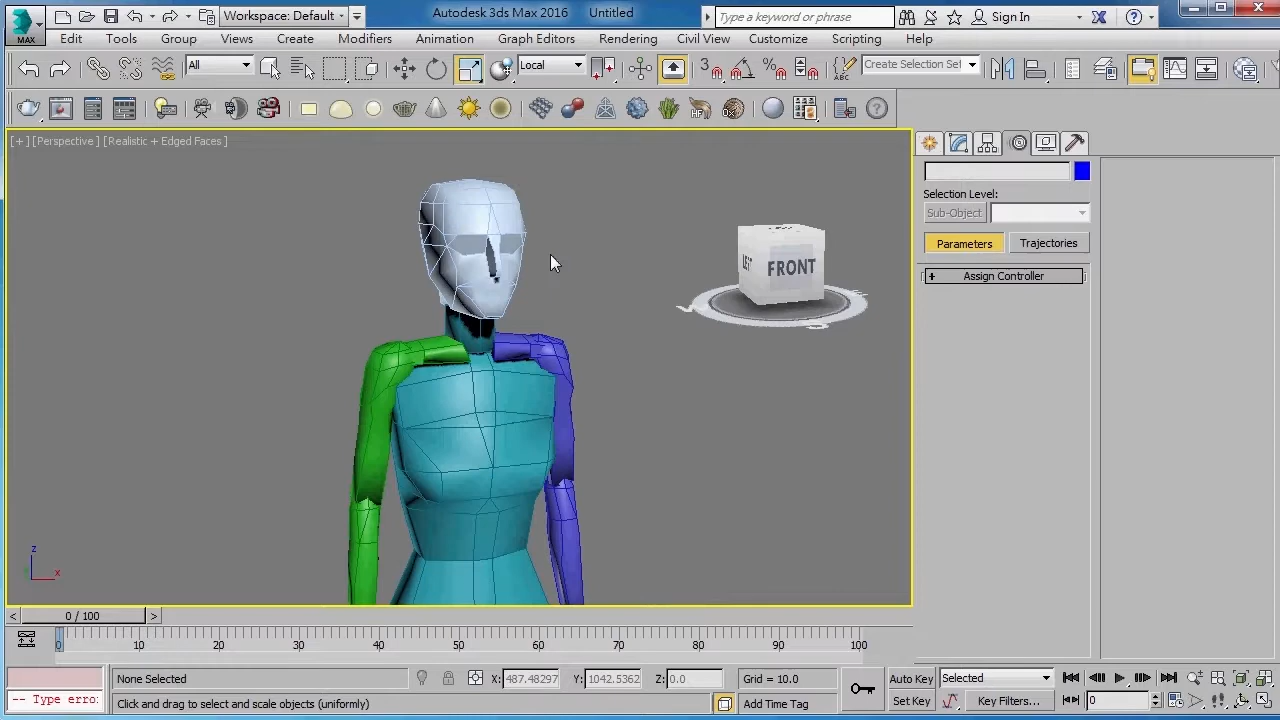 Workspace: Default
Autodesk 3ds Max 2016
Untitled
Type a keyword or phrase
Sign In
MAX
Edit
Tools
Group
Views
Create
Modifiers
Animation
Graph Editors
Rendering
Civil View
Customize
Scripting
Help
All
Local
3
Create Selection Set
[+] [Perspective ] [Realistic + Edged Faces ]
Selection Level:
Sub-Object
Parameters
Trajectories
+ Assign Controller
LEFT
FRONT
z
x
< 0 / 100 >
0 10 20 30 40 50 60 70 80 90 100
None Selected
X: 487.48297
Y: 1042.5362
Z: 0.0
Grid = 10.0
Auto Key
Selected
-- Type erro:
Click and drag to select and scale objects (uniformly)
Add Time Tag
Set Key
Key Filters...
0